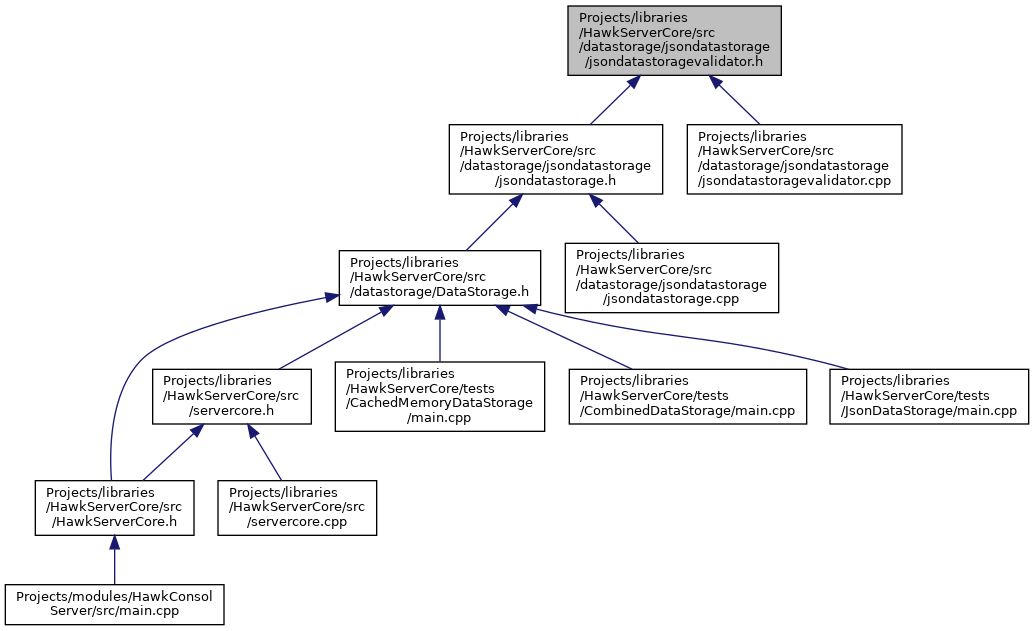 Projects/libraries
/HawkServerCore/src
/datastorage/jsondatastorage
/jsondatastoragevalidator.h
Projects/libraries
/HawkServerCore/src
/datastorage/jsondatastorage
/jsondatastorage.h
Projects/libraries
/HawkServerCore/src
/datastorage/jsondatastorage
/jsondatastoragevalidator.cpp
Projects/libraries
/HawkServerCore/src
/datastorage/DataStorage.h
Projects/libraries
/HawkServerCore/src
/datastorage/jsondatastorage
/jsondatastorage.cpp
Projects/libraries
/HawkServerCore/src
/servercore.h
Projects/libraries
/HawkServerCore/tests
/CachedMemoryDataStorage
/main.cpp
Projects/libraries
/HawkServerCore/tests
/CombinedDataStorage/main.cpp
Projects/libraries
/HawkServerCore/tests
/JsonDataStorage/main.cpp
Projects/libraries
/HawkServerCore/src
/HawkServerCore.h
Projects/libraries
/HawkServerCore/src
/servercore.cpp
Projects/modules/HawkConsol
Server/src/main.cpp